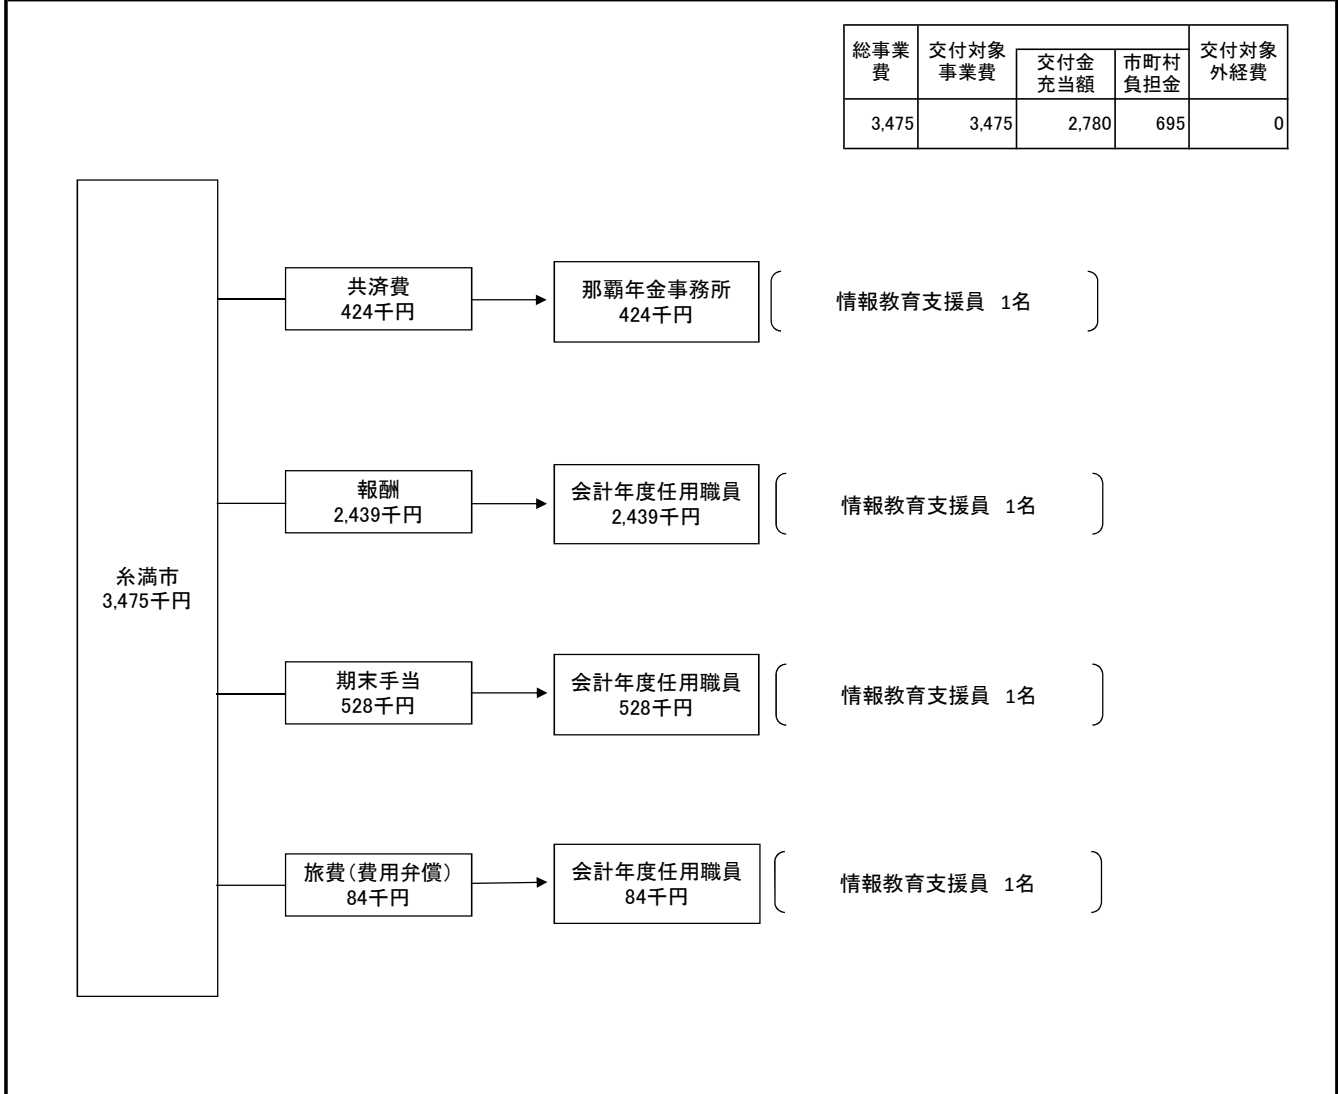 総事業
費
交付対象
事業費
交付金
充当額
市町村
負担金
交付対象
外経費
3,475
3,475
2,780
695
0
糸満市
3,475千円
共済費
424千円
那覇年金事務所
424千円
情報教育支援員 1名
報酬
2,439千円
会計年度任用職員
2,439千円
情報教育支援員 1名
期末手当
528千円
会計年度任用職員
528千円
情報教育支援員 1名
旅費(費用弁償)
84千円
会計年度任用職員
84千円
情報教育支援員 1名